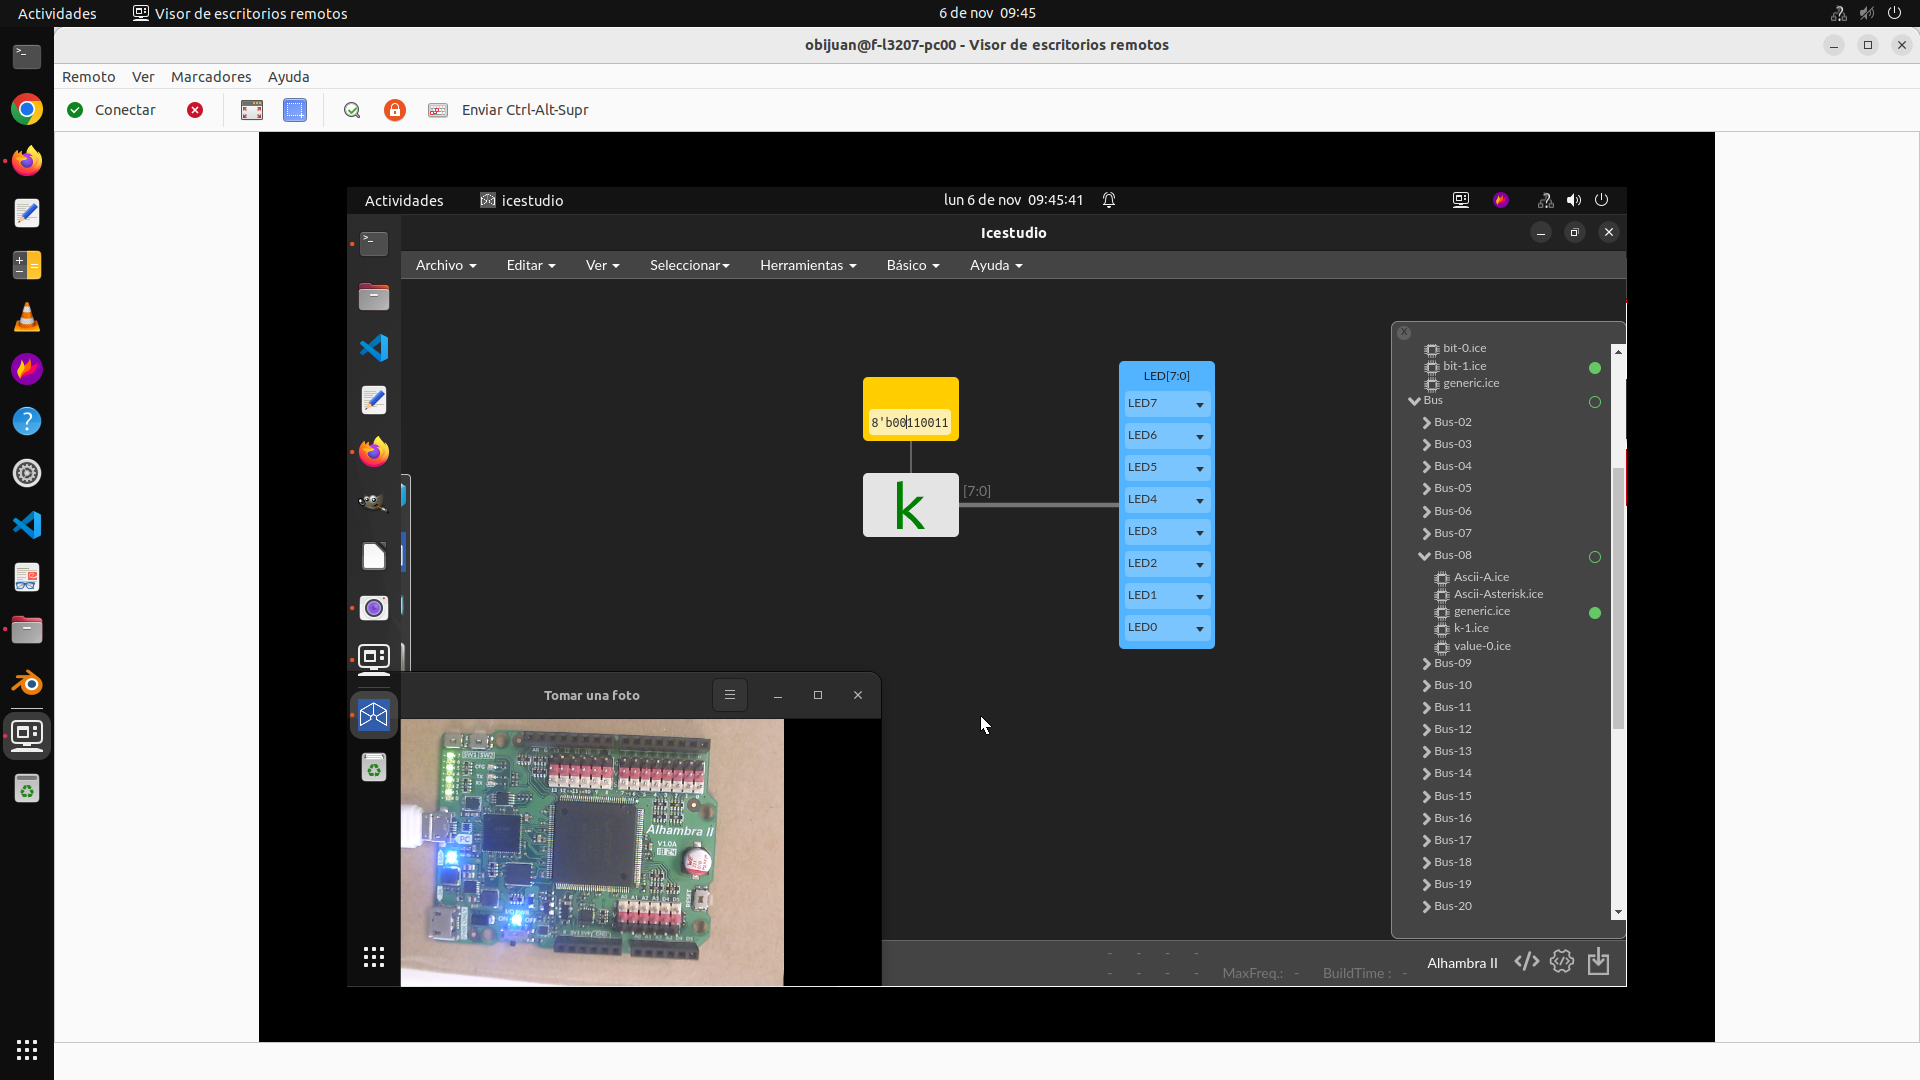 Actividades
Visor de escritorios remotos
6 de nov 09:45
obijuan@f-l3207-pc00 - Visor de escritorios remotos
Remoto Ver Marcadores Ayuda
Conectar
Enviar Ctrl-Alt-Supr
Actividades
icestudio
lun 6 de nov 09:45:41
Icestudio
Archivo Editar Ver Seleccionar Herramientas Básico Ayuda
8'b00110011
k
[7:0]
LED[7:0]
LED7
LED6
LED5
LED4
LED3
LED2
LED1
LED0
bit-0.ice
bit-1.ice
generic.ice
Bus
Bus-02
Bus-03
Bus-04
Bus-05
Bus-06
Bus-07
Bus-08
Ascii-A.ice
Ascii-Asterisk.ice
generic.ice
k-1.ice
value-0.ice
Bus-09
Bus-10
Bus-11
Bus-12
Bus-13
Bus-14
Bus-15
Bus-16
Bus-17
Bus-18
Bus-19
Bus-20
Tomar una foto
Alhambra II
V1.0A
RESET
- - - -
- - - - MaxFreq.: - BuildTime : -
Alhambra II